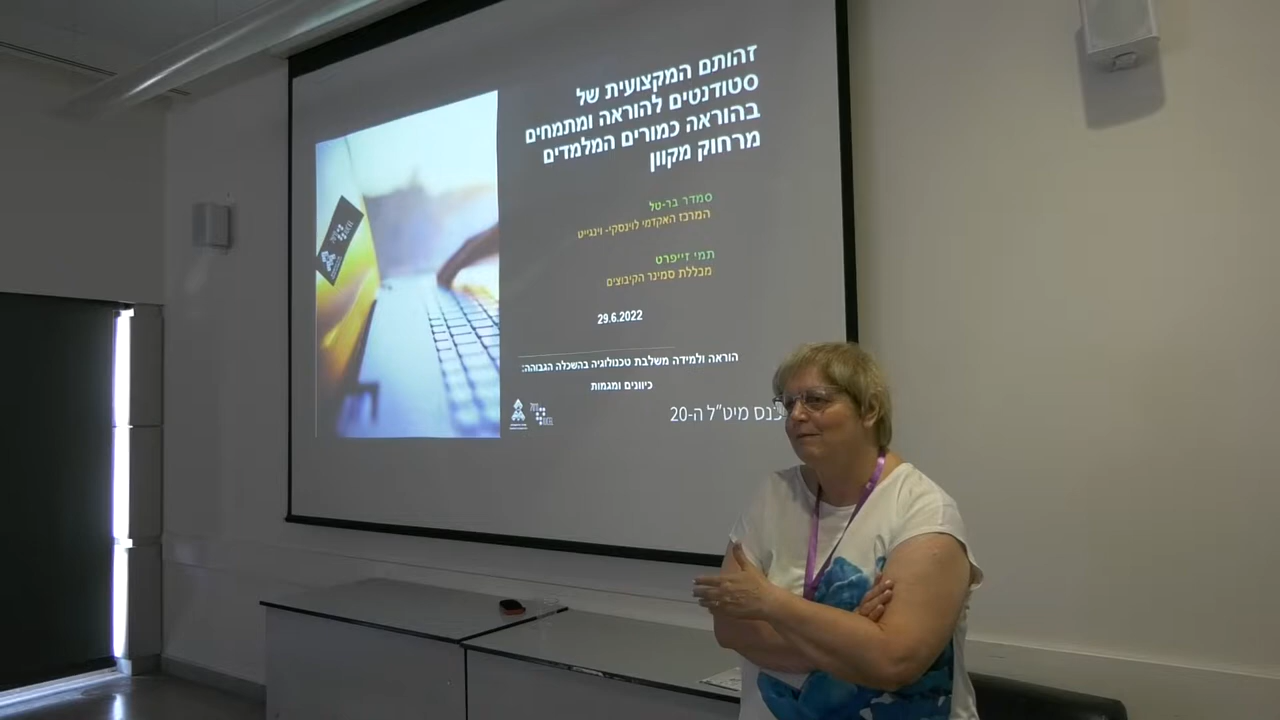 זהותם המקצועית של
סטודנטים להוראה ומתמחים
בהוראה כמורים המלמדים
מרחוק מקוון
סמדר בר-טל
המרכז האקדמי לוינסקי- וינגייט
תמי זייפרט
מכללת סמינר הקיבוצים
29.6.2022
הוראה ולמידה משלבת טכנולוגיה בהשכלה הגבוהה:
כיוונים ומגמות
כנס מיט"ל ה-20